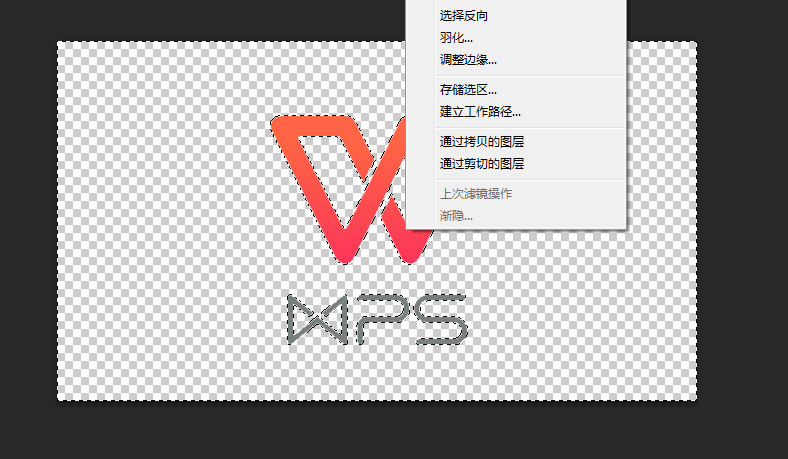 选择反向
羽化...
调整边缘...
存储选区...
建立工作路径...
通过拷贝的图层
通过剪切的图层
上次滤镜操作
渐隐...
WPS